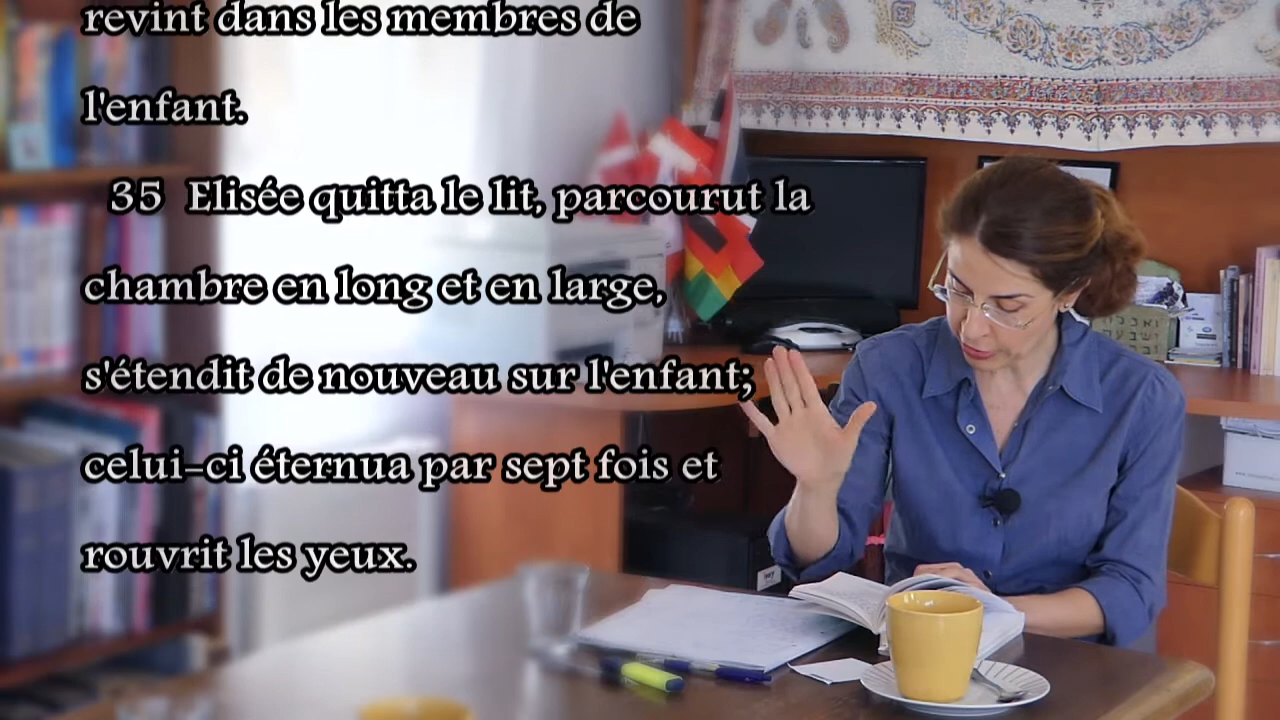 revint dans les membres de
l'enfant.
35 Elisée quitta le lit, parcourut la
chambre en long et en large,
s'étendit de nouveau sur l'enfant;
celui-ci éternua par sept fois et
rouvrit les yeux.